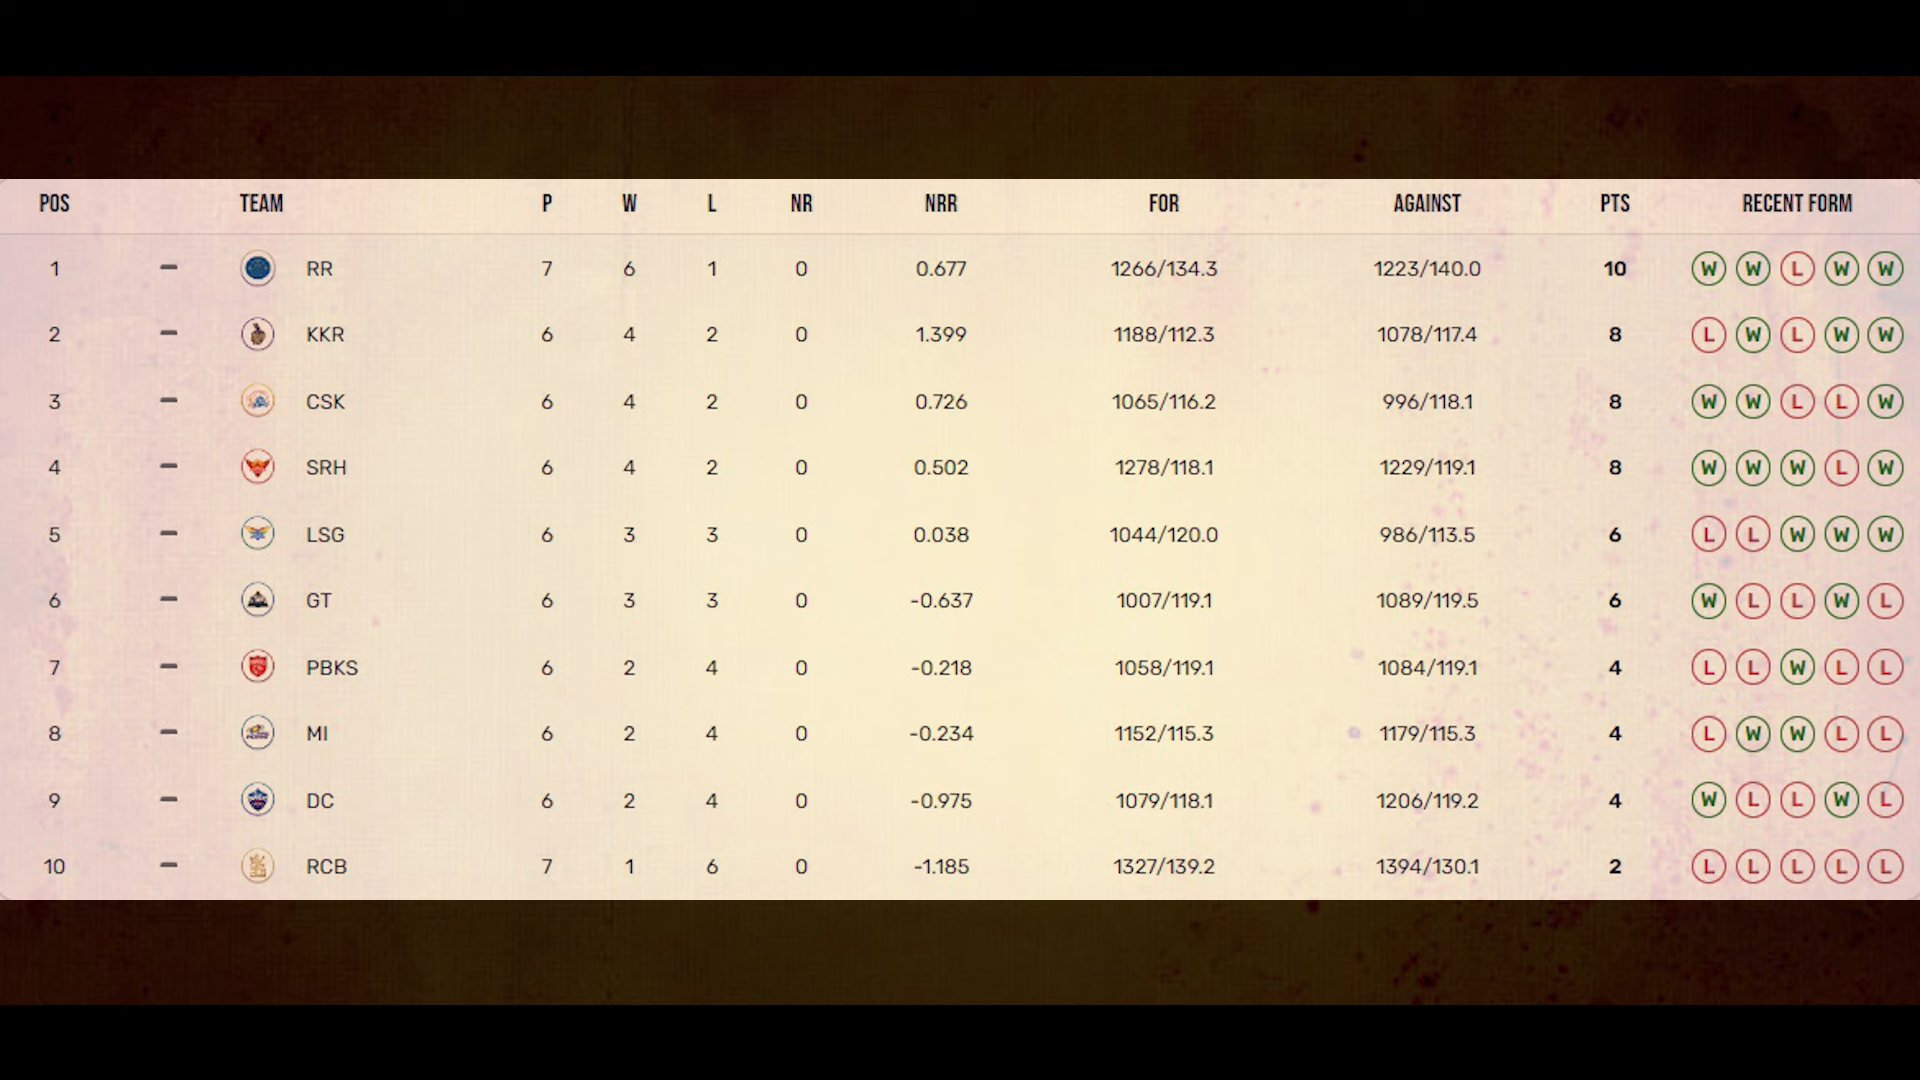 POS TEAM P W L NR NRR FOR AGAINST PTS RECENT FORM
1 RR 7 6 1 0 0.677 1266/134.3 1223/140.0 10 W W L W W
2 KKR 6 4 2 0 1.399 1188/112.3 1078/117.4 8 L W L W W
3 CSK 6 4 2 0 0.726 1065/116.2 996/118.1 8 W W L L W
4 SRH 6 4 2 0 0.502 1278/118.1 1229/119.1 8 W W W L W
5 LSG 6 3 3 0 0.038 1044/120.0 986/113.5 6 L L W W W
6 GT 6 3 3 0 -0.637 1007/119.1 1089/119.5 6 W L L W L
7 PBKS 6 2 4 0 -0.218 1058/119.1 1084/119.1 4 L L W L L
8 MI 6 2 4 0 -0.234 1152/115.3 1179/115.3 4 L W W L L
9 DC 6 2 4 0 -0.975 1079/118.1 1206/119.2 4 W L L W L
10 RCB 7 1 6 0 -1.185 1327/139.2 1394/130.1 2 L L L L L